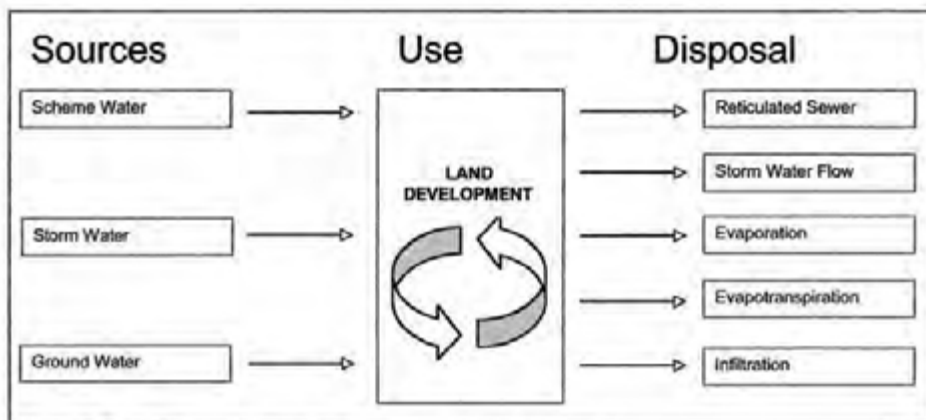 Sources
Use
Disposal
Scheme Water
Reticulated Sewer
LAND
DEVELOPMENT
Storm Water Flow
Storm Water
Evaporation
Evapotranspiration
Ground Water
Infiltration